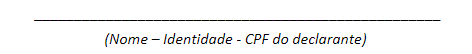 (Nome – Identidade - CPF do declarante)